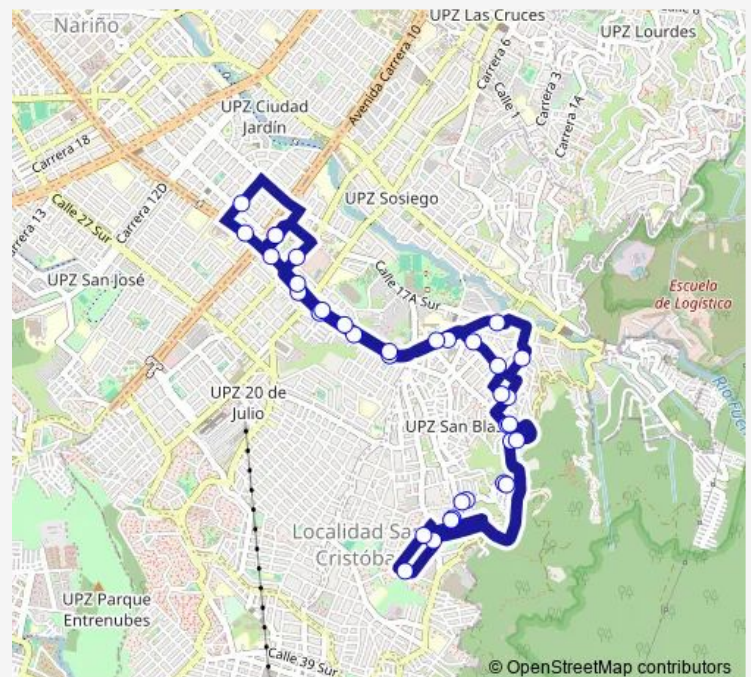 UPZ Las Cruces
Nariño
UPZ Lourdes
Carrera 6
Avenida Carrera 10
Carrera 3
Calle 1
Carrera 1A
UPZ Ciudad
Jardín
Carrera 18
Carrera 12D
UPZ Sosiego
Calle 27 Sur
Carrera 13
Calle 17A Sur
UPZ San José
Escuela
de Logística
UPZ 20 de
Julio
UPZ San Blas
Localidad Sa
Cristóba
UPZ Parque
Entrenubes
Calle 39 Sur
© OpenStreetMap contributors